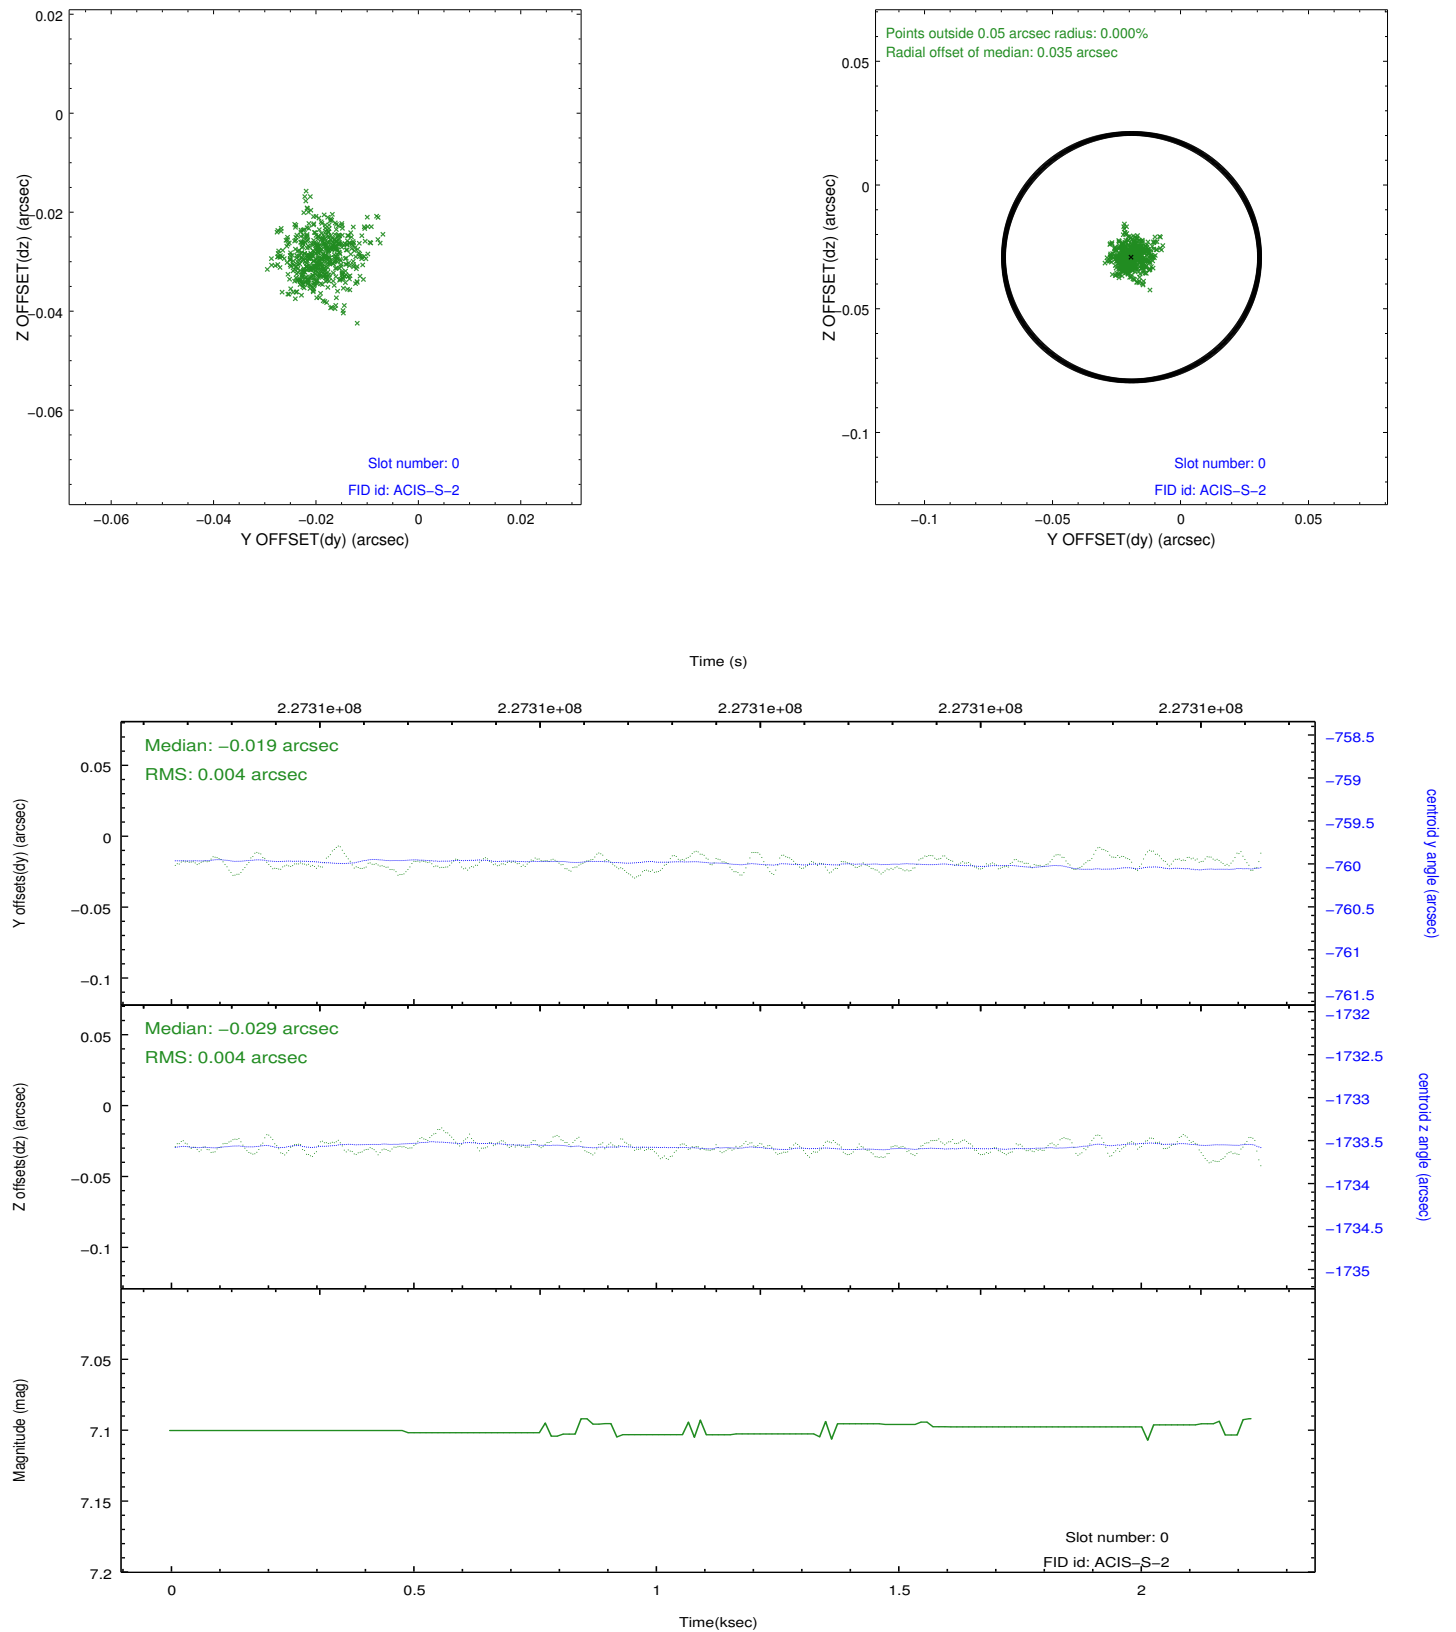 0.02
0
−0.02
−0.04
−0.06
Z OFFSET(dz) (arcsec)
Slot number: 0
FID id: ACIS−S−2
−0.06
−0.04
−0.02
0
0.02
Y OFFSET(dy) (arcsec)
Points outside 0.05 arcsec radius: 0.000%
Radial offset of median: 0.035 arcsec
0.05
0
−0.05
−0.1
Z OFFSET(dz) (arcsec)
Slot number: 0
FID id: ACIS−S−2
−0.1
−0.05
0
0.05
Y OFFSET(dy) (arcsec)
Time (s)
2.2731e+08
2.2731e+08
2.2731e+08
2.2731e+08
2.2731e+08
Median: −0.019 arcsec
RMS: 0.004 arcsec
0.05
0
−0.05
−0.1
Y offsets(dy) (arcsec)
−758.5
−759
−759.5
−760
−760.5
−761
−761.5
centroid y angle (arcsec)
Median: −0.029 arcsec
RMS: 0.004 arcsec
0.05
0
−0.05
−0.1
Z offsets(dz) (arcsec)
−1732
−1732.5
−1733
−1733.5
−1734
−1734.5
−1735
centroid z angle (arcsec)
7.05
7.1
7.15
7.2
Magnitude (mag)
Slot number: 0
FID id: ACIS−S−2
0
0.5
1
1.5
2
Time(ksec)